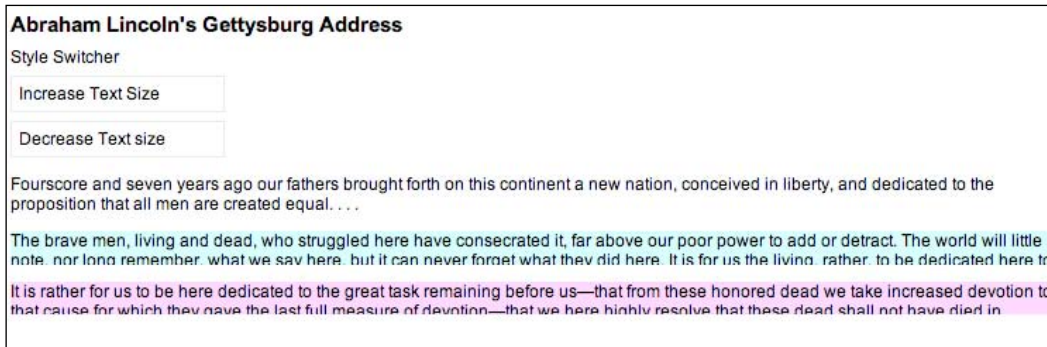 Abraham Lincoln's Gettysburg Address
Style Switcher
Increase Text Size
Decrease Text size
Fourscore and seven years ago our fathers brought forth on this continent a new nation, conceived in liberty, and dedicated to the
proposition that all men are created equal. . . .
The brave men, living and dead, who struggled here have consecrated it, far above our poor power to add or detract. The world will little
note, nor long remember, what we say here, but it can never forget what they did here. It is for us the living, rather, to be dedicated here to
It is rather for us to be here dedicated to the great task remaining before us—that from these honored dead we take increased devotion to
that cause for which they gave the last full measure of devotion—that we here highly resolve that these dead shall not have died in